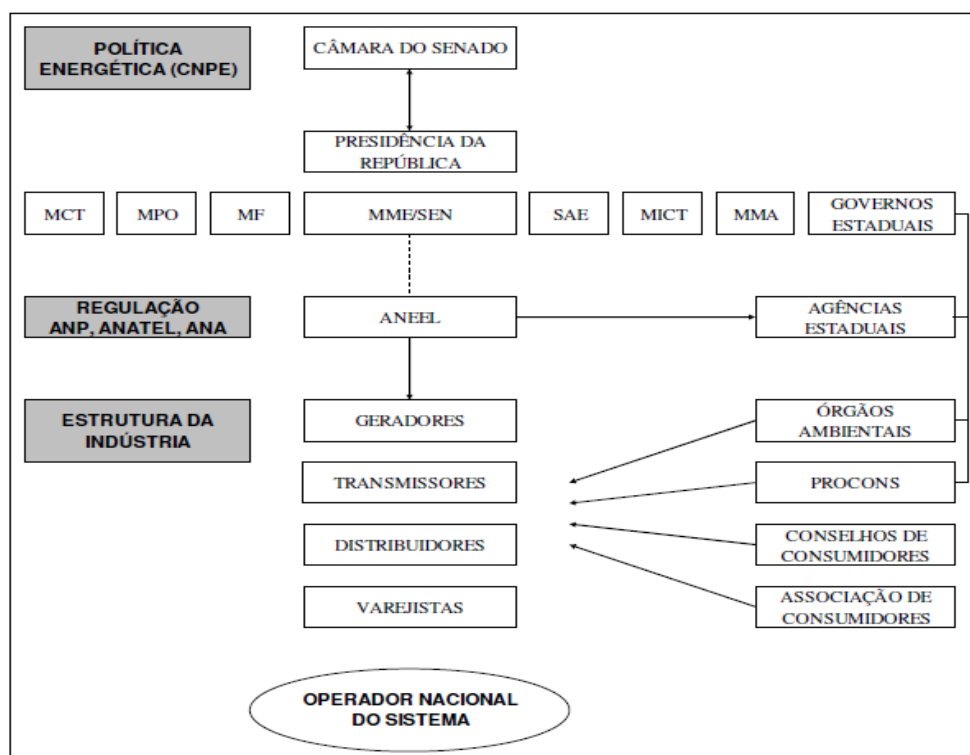 POLÍTICA
ENERGÉTICA (CNPE)
CÂMARA DO SENADO
PRESIDÊNCIA DA
REPÚBLICA
MCT
MPO
MF
MME/SEN
SAE
MICT
MMA
GOVERNOS
ESTADUAIS
REGULAÇÃO
ANP, ANATEL, ANA
ANEEL
AGÊNCIAS
ESTADUAIS
ESTRUTURA DA
INDÚSTRIA
GERADORES
ÓRGÃOS
AMBIENTAIS
TRANSMISSORES
PROCONS
DISTRIBUIDORES
CONSELHOS DE
CONSUMIDORES
VAREJISTAS
ASSOCIAÇÃO DE
CONSUMIDORES
OPERADOR NACIONAL
DO SISTEMA